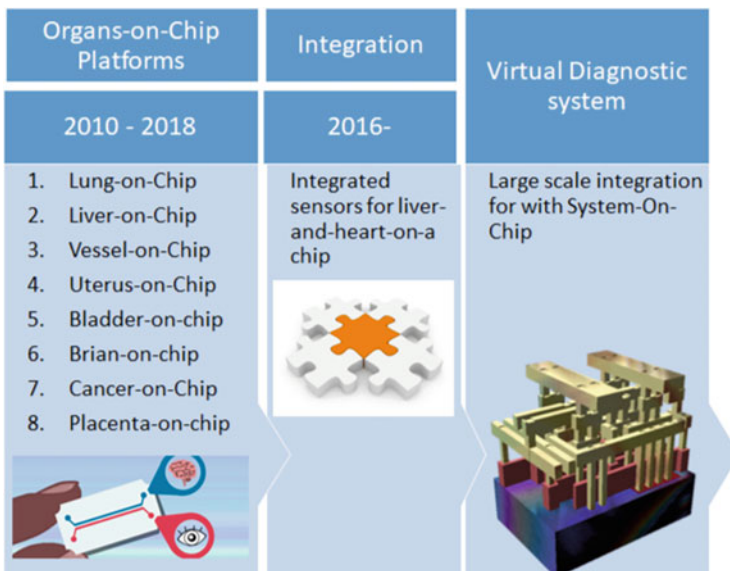 Organs-on-Chip
Platforms
2010 - 2018
1. Lung-on-Chip
2. Liver-on-Chip
3. Vessel-on-Chip
4. Uterus-on-Chip
5. Bladder-on-chip
6. Brian-on-chip
7. Cancer-on-Chip
8. Placenta-on-chip
Integration
2016-
Integrated
sensors for liver-
and-heart-on-a
chip
Virtual Diagnostic
system
Large scale integration
for with System-On-
Chip